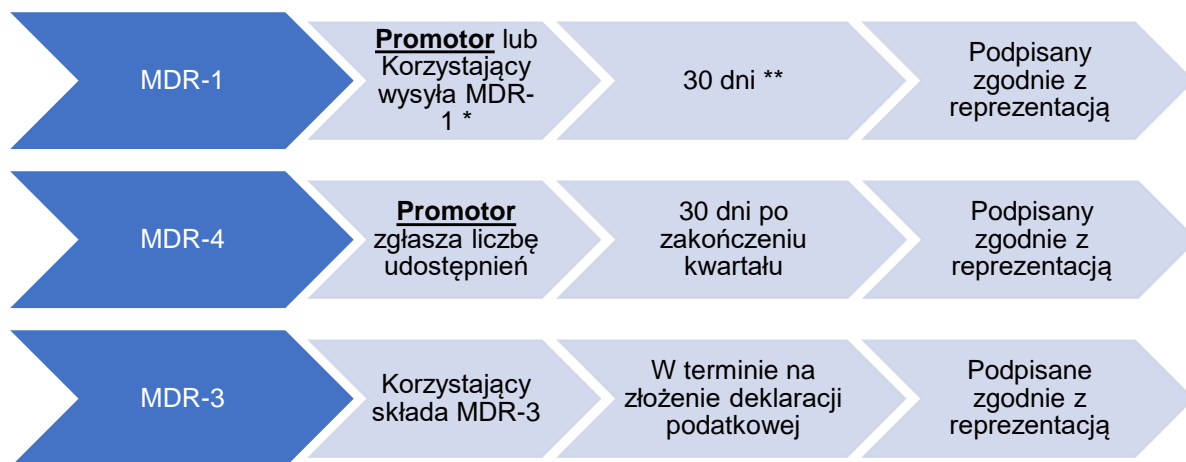 MDR-1
Promotor lub
Korzystający
wysyła MDR-
1 *
30 dni **
Podpisany
zgodnie z
reprezentacją
MDR-4
Promotor
zgłasza liczbę
udostępnień
30 dni po
zakończeniu
kwartału
Podpisany
zgodnie z
reprezentacją
MDR-3
Korzystający
składa MDR-3
W terminie na
złożenie deklaracji
podatkowej
Podpisane
zgodnie z
reprezentacją